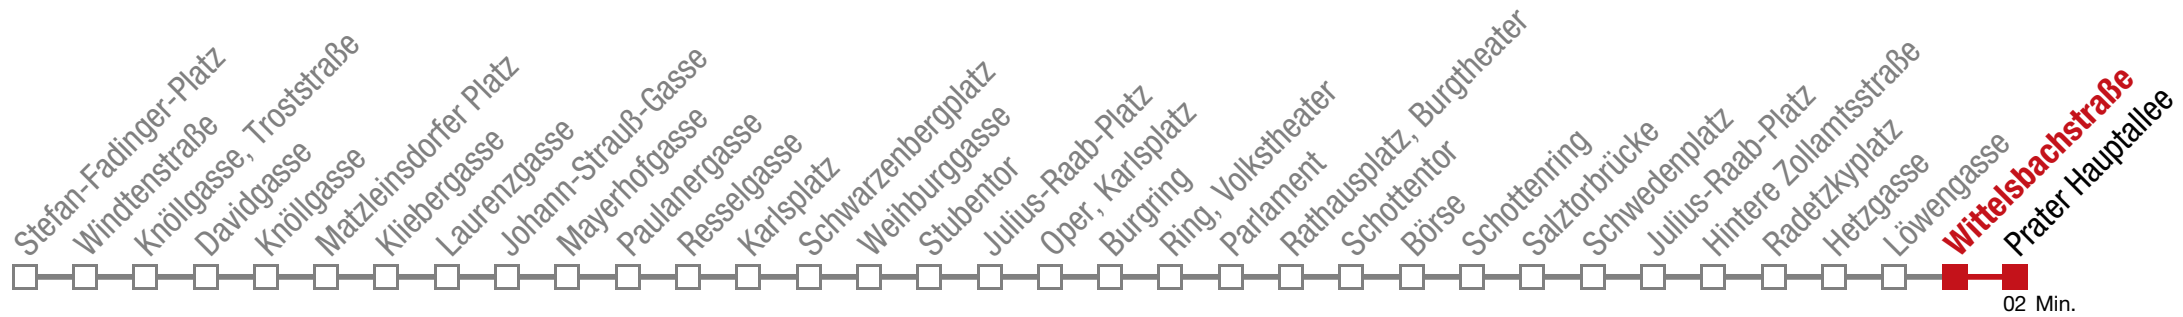 Stefan-Fadinger-Platz
Windtenstraße
Knöllgasse, Troststraße
Davidgasse
Knöllgasse
Matzleinsdorfer Platz
Kliebergasse
Laurenzgasse
Johann-Strauß-Gasse
Mayerhofgasse
Paulanergasse
Resselgasse
Karlsplatz
Schwarzenbergplatz
Weihburggasse
Stubentor
Julius-Raab-Platz
Oper, Karlsplatz
Burgring
Ring, Volkstheater
Parlament
Rathausplatz, Burgtheater
Schottentor
Börse
Schottenring
Salztorbrücke
Schwedenplatz
Julius-Raab-Platz
Hintere Zollamtsstraße
Radetzkyplatz
Hetzgasse
Löwengasse
Wittelsbachstraße
Prater Hauptallee
02 Min.